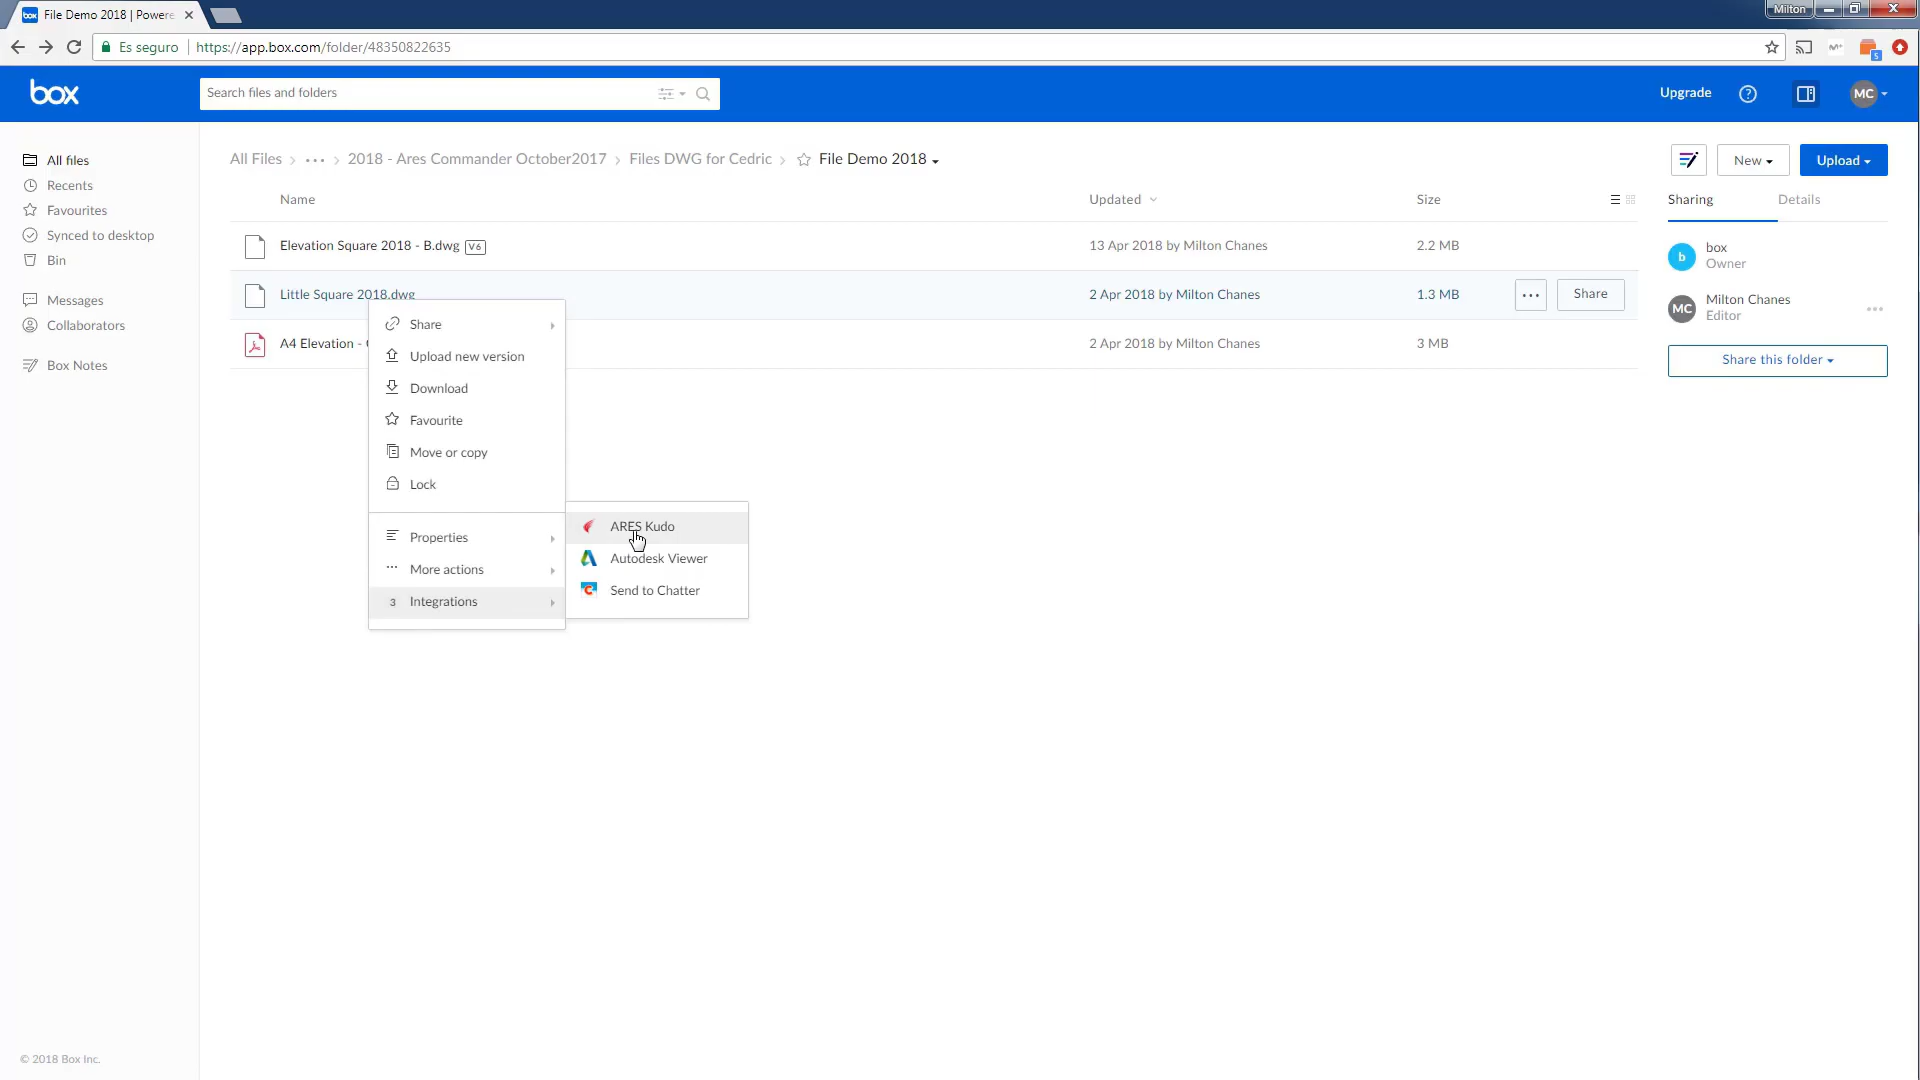 File Demo 2018 | Powere
Milton
Es seguro
https://app.box.com/folder/48350822635
5
box
Search files and folders
Upgrade
?
MC
All files
Recents
Favourites
Synced to desktop
Bin
Messages
Collaborators
Box Notes
All Files > ... > 2018 - Ares Commander October2017 > Files DWG for Cedric > File Demo 2018
New
Upload
Name Updated Size
Sharing Details
Elevation Square 2018 - B.dwg V6 13 Apr 2018 by Milton Chanes 2.2 MB
Little Square 2018.dwg 2 Apr 2018 by Milton Chanes 1.3 MB ... Share
A4 Elevation - 2 Apr 2018 by Milton Chanes 3 MB
b
box
Owner
MC
Milton Chanes
Editor
Share this folder
Share
Upload new version
Download
Favourite
Move or copy
Lock
Properties
More actions
3 Integrations
ARES Kudo
Autodesk Viewer
Send to Chatter
© 2018 Box Inc.